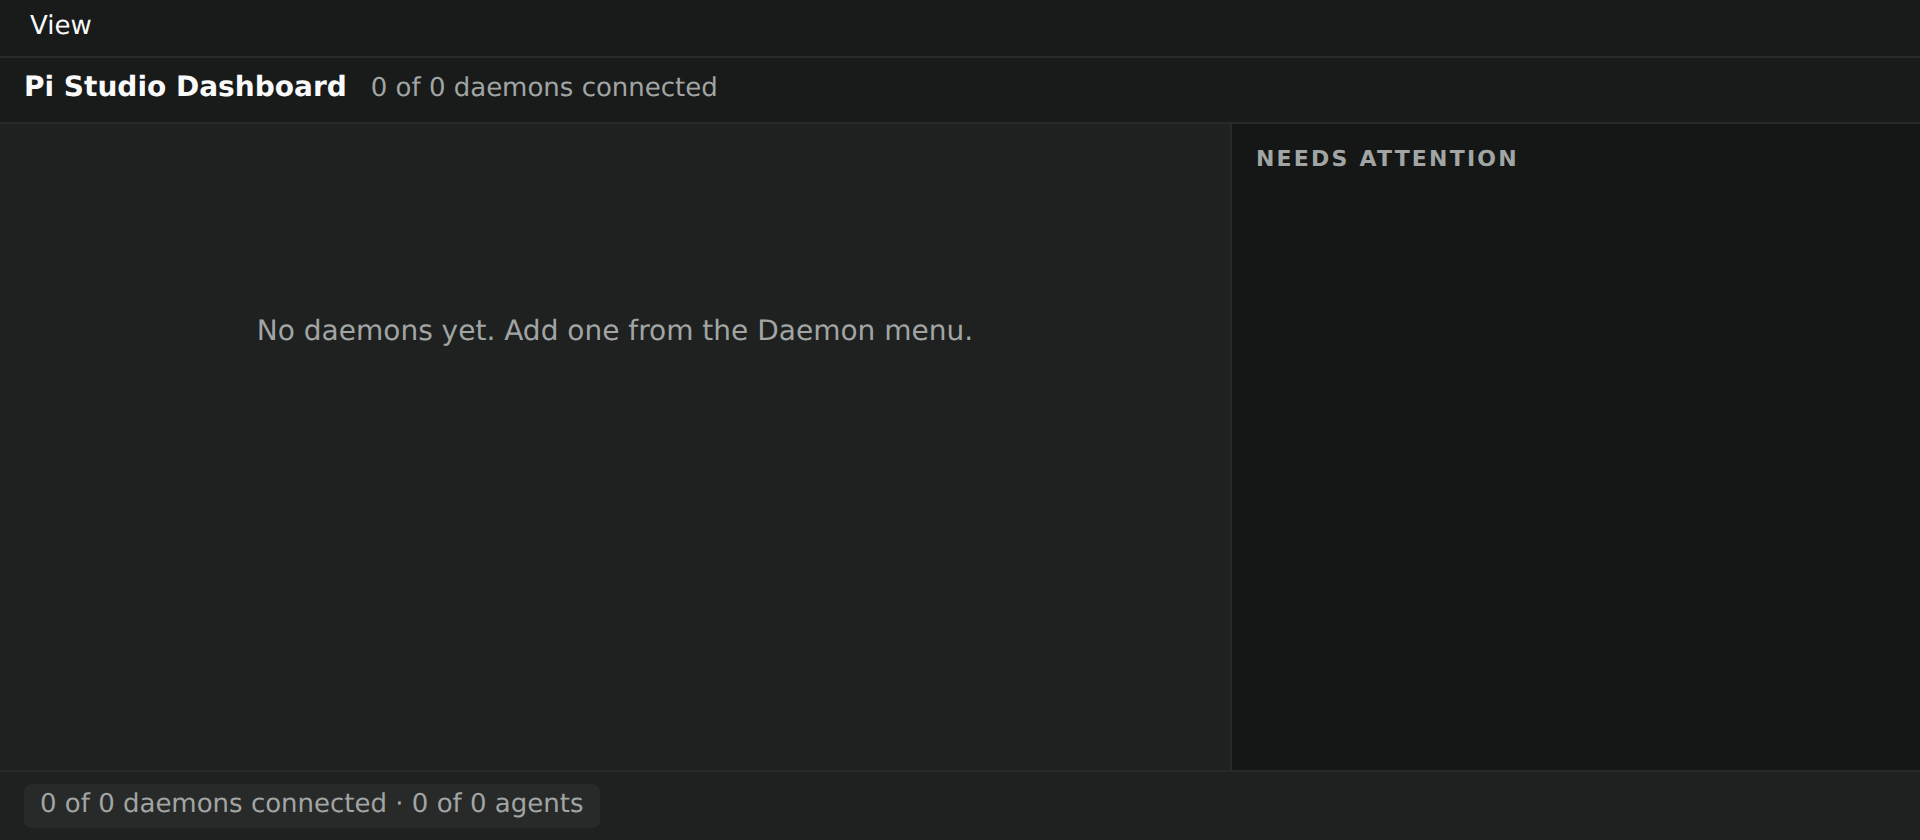 View
Pi Studio Dashboard 0 of 0 daemons connected
NEEDS ATTENTION
No daemons yet. Add one from the Daemon menu.
0 of 0 daemons connected · 0 of 0 agents